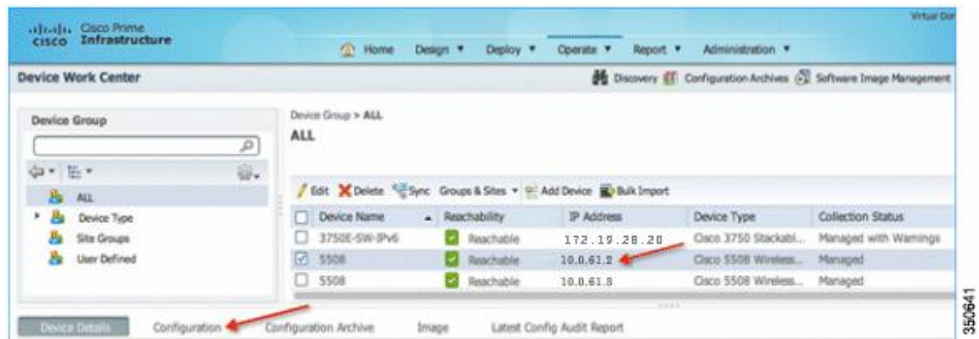 Virtual Do
Cisco Prime
CISCO Infrastructure
Home Design Deploy Operate Report Administration
Device Work Center
Discovery Configuration Archives Software Image Management
Device Group
Device Group > ALL
ALL
Edit Delete Sync Groups & Sites Add Device Bulk Import
ALL
Device Type
Site Groups
User Defined
Device Name Reachability IP Address Device Type Collection Status
3750E-SW-IPv6 Reachable 172.19.28.20 Cisco 3750 Stackabl... Managed with Warnings
5508 Reachable 10.0.61.2 Cisco 5508 Wireless... Managed
5508 Reachable 10.0.61.8 Cisco 5508 Wireless... Managed
Device Details Configuration Configuration Archive Image Latest Config Audit Report
350641